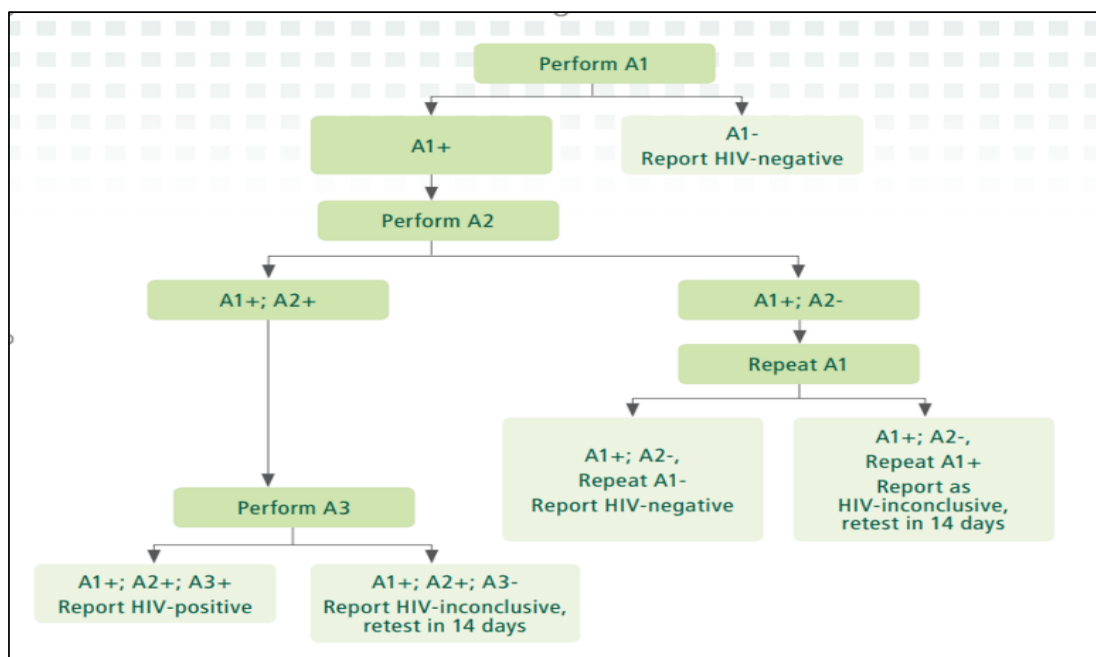 Perform A1
A1+
A1-
Report HIV-negative
Perform A2
A1+; A2+
A1+; A2-
Repeat A1
A1+; A2-,
Repeat A1-
Report HIV-negative
A1+; A2-,
Repeat A1+
Report as
HIV-inconclusive,
retest in 14 days
Perform A3
A1+; A2+; A3+
Report HIV-positive
A1+; A2+; A3-
Report HIV-inconclusive,
retest in 14 days